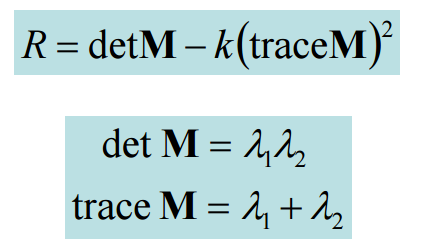 R = detM – k(traceM)²
det M = λ₁λ₂
trace M = λ₁ + λ₂